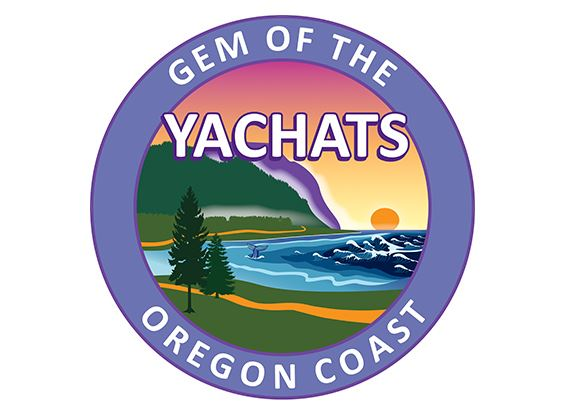 GEM OF THE
YACHATS
OREGON COAST